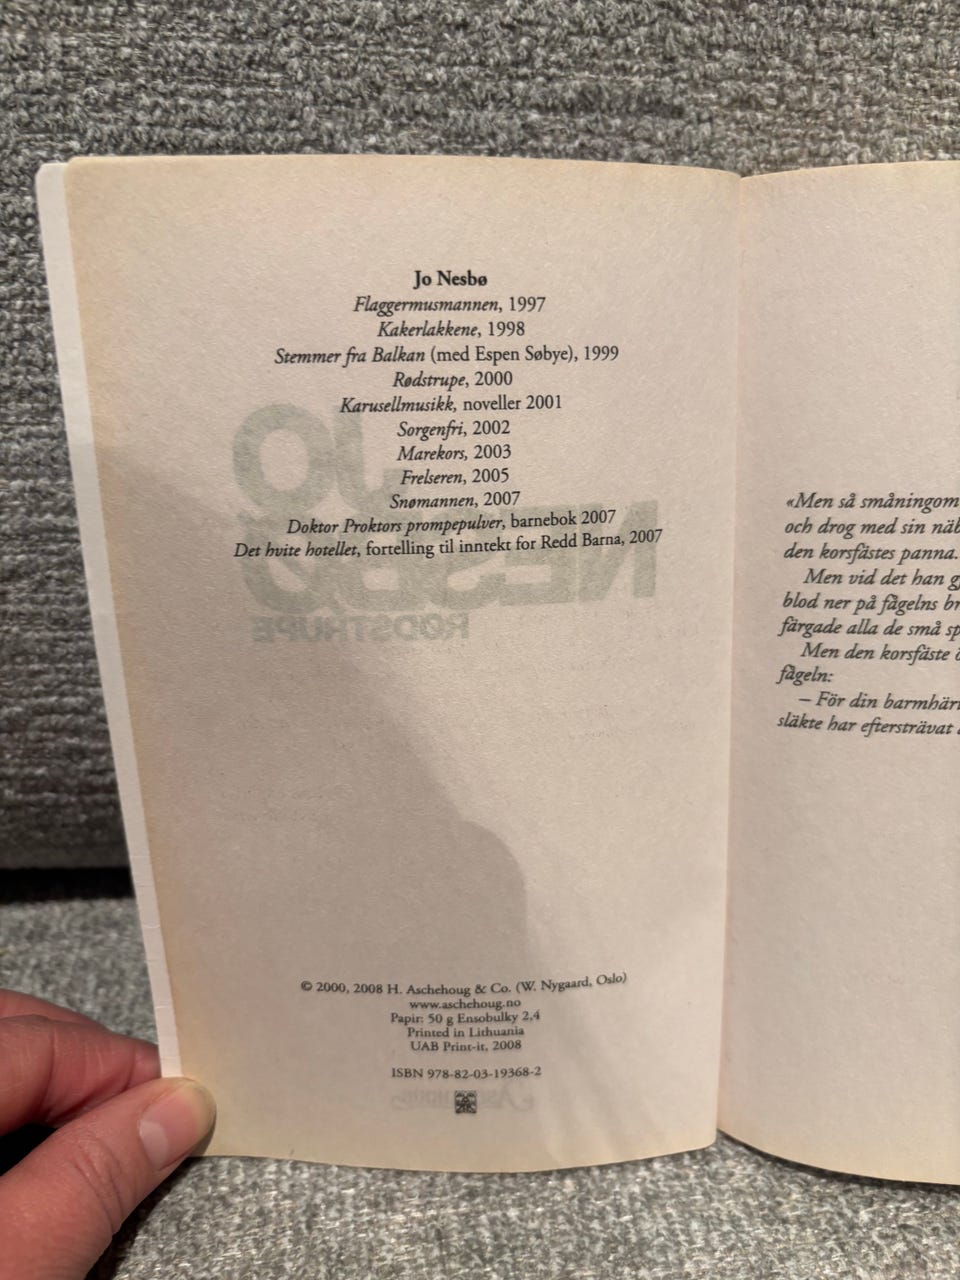 Jo Nesbø
Flaggermusmannen, 1997
Kakerlakkene, 1998
Stemmer fra Balkan (med Espen Søbye), 1999
Rødstrupe, 2000
Karusellmusikk, noveller 2001
Sorgenfri, 2002
Marekors, 2003
Frelseren, 2005
Snømannen, 2007
Doktor Proktors prompepulver, barnebok 2007
Det hvite hotellet, fortelling til inntekt for Redd Barna, 2007
JO
NESBØ
RØDSTRUPE
© 2000, 2008 H. Aschehoug & Co. (W. Nygaard, Oslo)
www.aschehoug.no
Papir: 50 g Ensobulky 2,4
Printed in Lithuania
UAB Print-it, 2008
ISBN 978-82-03-19368-2
«Men så småningom
och drog med sin
den korsfästes panna.
Men vid det han
blod ner på fågelns
färgade alla de små
Men den korsfäste
fågeln:
– För din
släkte har eftersträvat